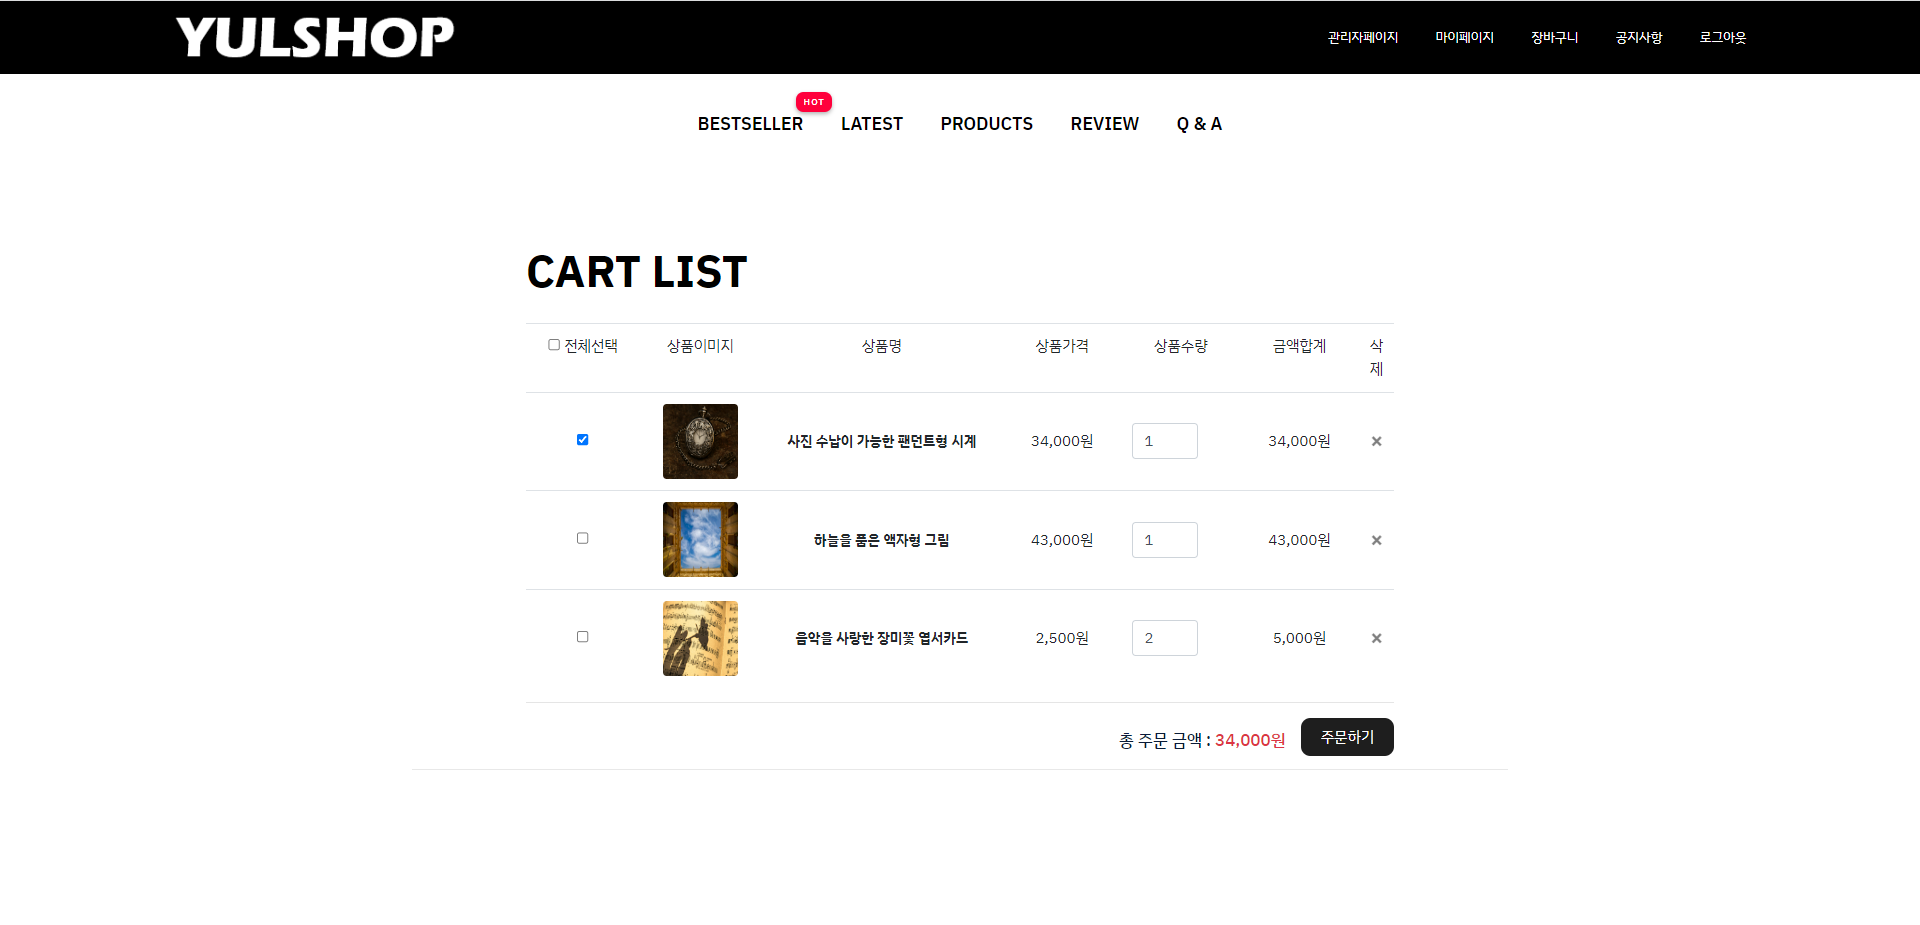 YULSHOP
관리자페이지 마이페이지 장바구니 공지사항 로그아웃
HOT
BESTSELLER LATEST PRODUCTS REVIEW Q & A
CART LIST
전체선택 상품이미지 상품명 상품가격 상품수량 금액합계 삭제
사진 수납이 가능한 팬던트형 시계 34,000원 1 34,000원 ×
하늘을 품은 액자형 그림 43,000원 1 43,000원 ×
음악을 사랑한 장미꽃 엽서카드 2,500원 2 5,000원 ×
총 주문 금액 : 34,000원 주문하기